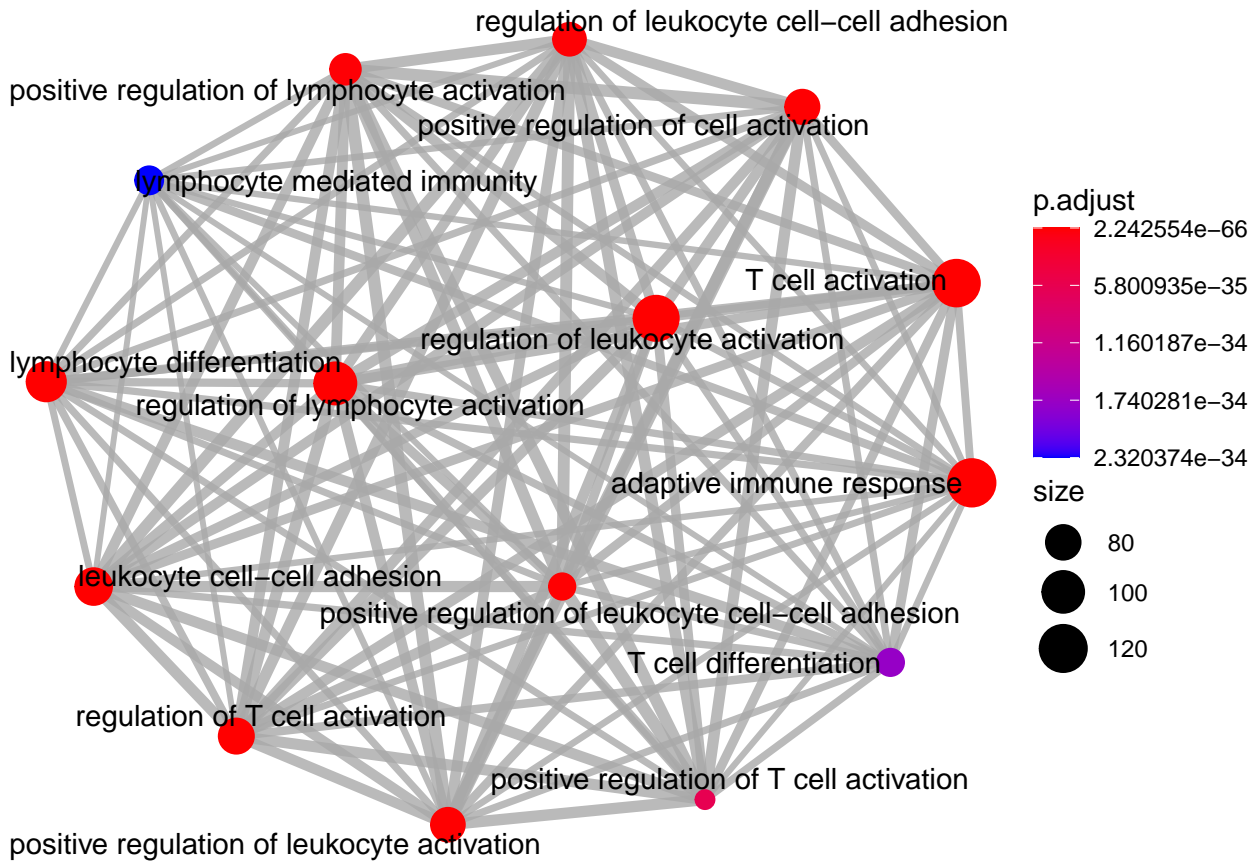 regulation of leukocyte cell−cell adhesion
positive regulation of lymphocyte activation
positive regulation of cell activation
lymphocyte mediated immunity
T cell activation
regulation of leukocyte activation
lymphocyte differentiation
regulation of lymphocyte activation
adaptive immune response
leukocyte cell−cell adhesion
positive regulation of leukocyte cell−cell adhesion
T cell differentiation
regulation of T cell activation
positive regulation of T cell activation
positive regulation of leukocyte activation
p.adjust
2.242554e−66
5.800935e−35
1.160187e−34
1.740281e−34
2.320374e−34
size
80
100
120